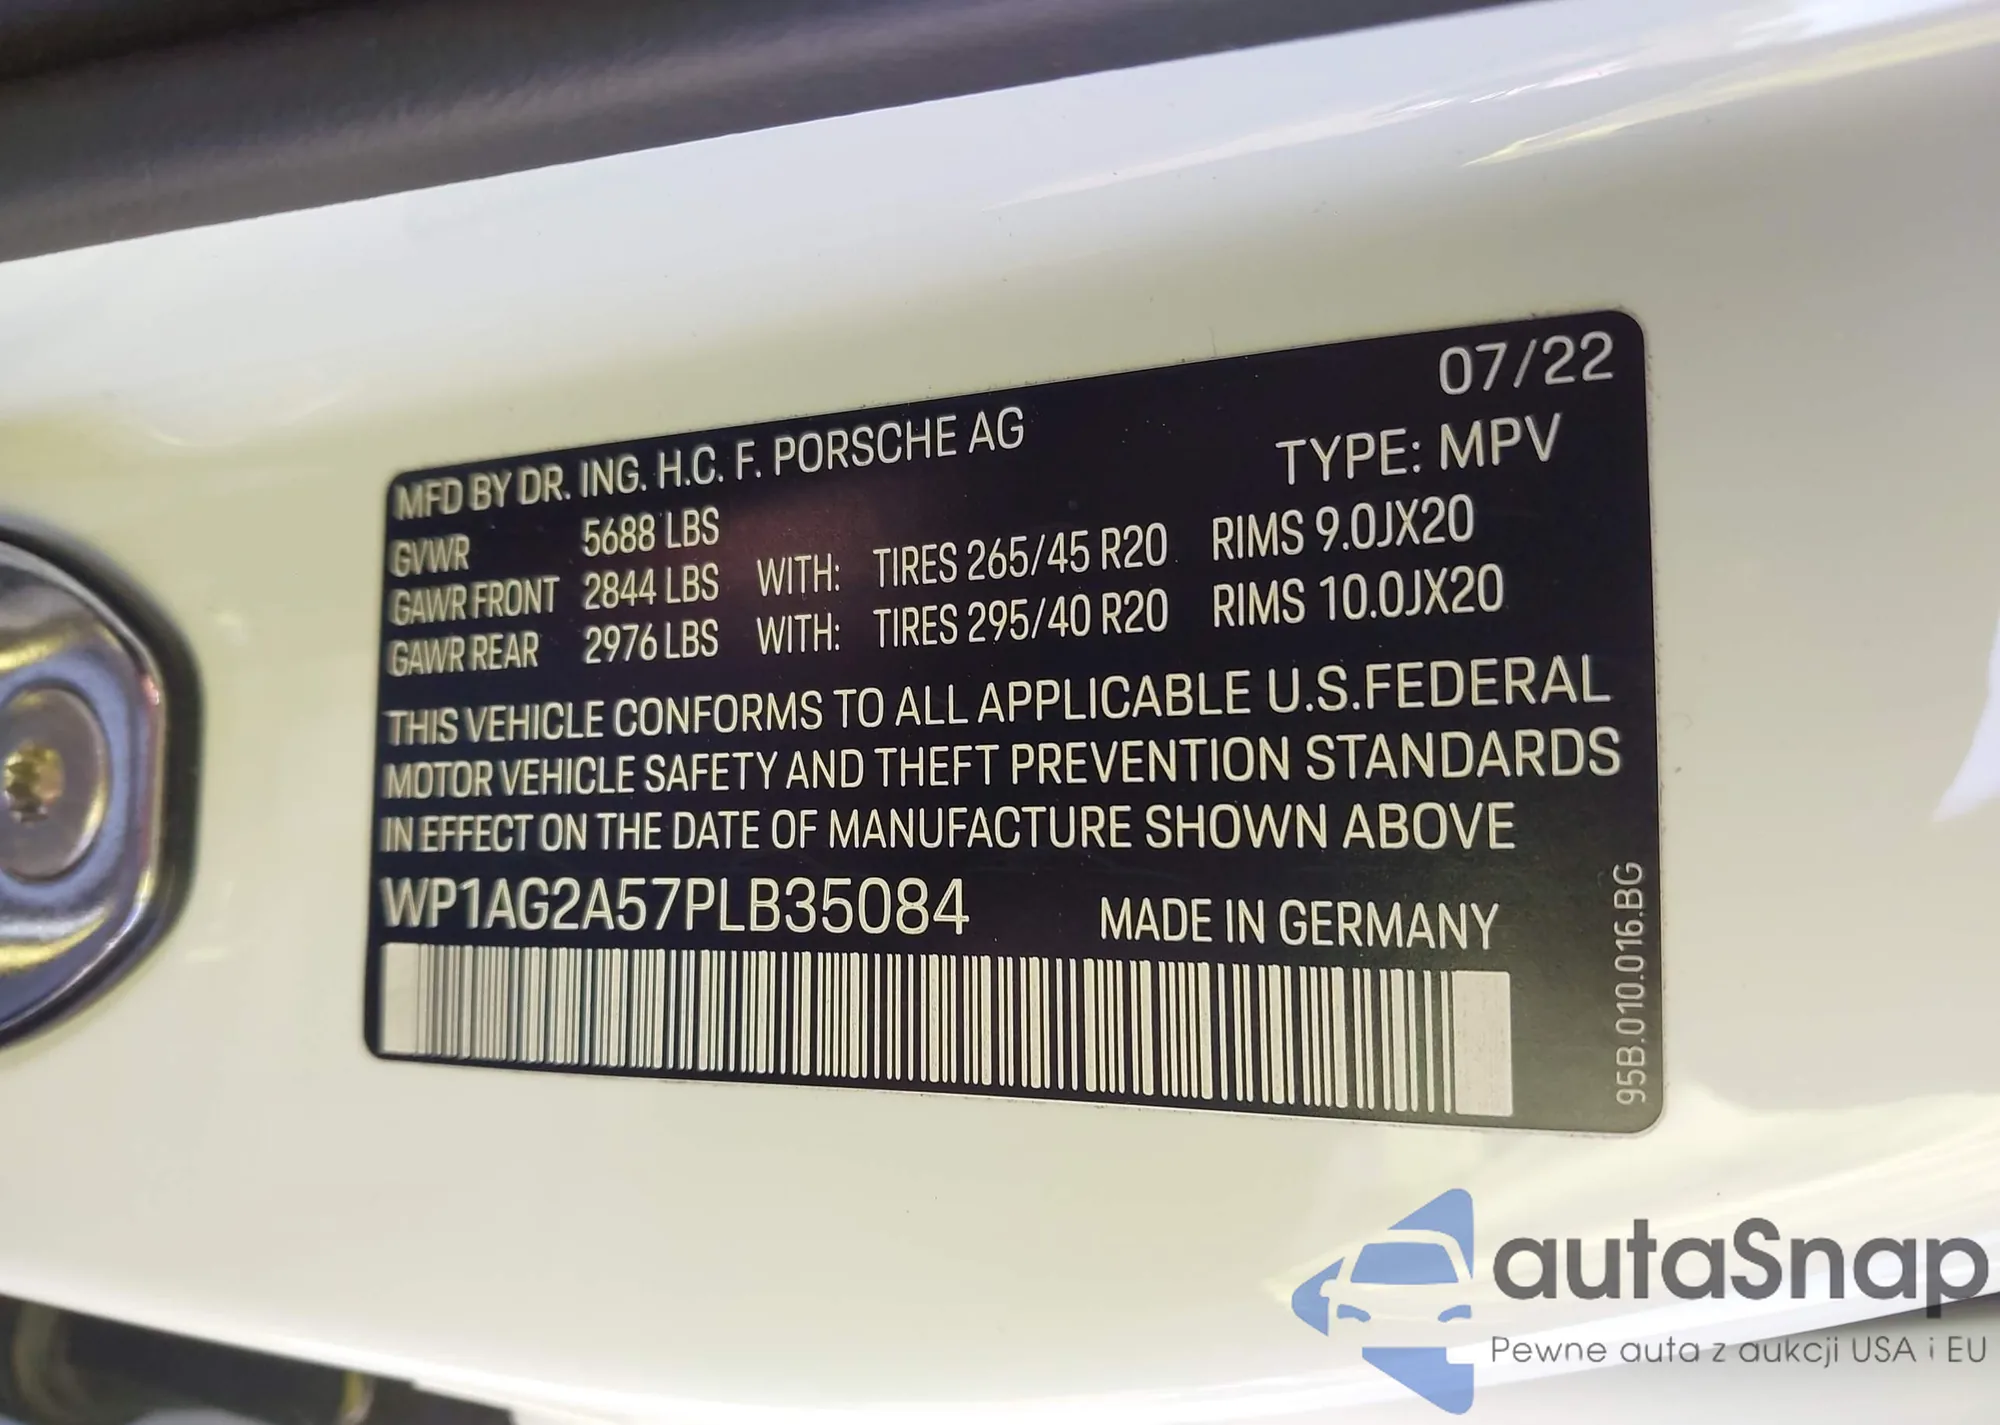 07/22
MFD BY DR. ING. H.C. F. PORSCHE AG
TYPE: MPV
GVWR 5688 LBS
GAWR FRONT 2844 LBS WITH: TIRES 265/45 R20 RIMS 9.0JX20
GAWR REAR 2976 LBS WITH: TIRES 295/40 R20 RIMS 10.0JX20
THIS VEHICLE CONFORMS TO ALL APPLICABLE U.S.FEDERAL
MOTOR VEHICLE SAFETY AND THEFT PREVENTION STANDARDS
IN EFFECT ON THE DATE OF MANUFACTURE SHOWN ABOVE
WP1AG2A57PLB35084 MADE IN GERMANY
95B.010.016.BG
autaSnap
Pewne auta z aukcji USA i EU